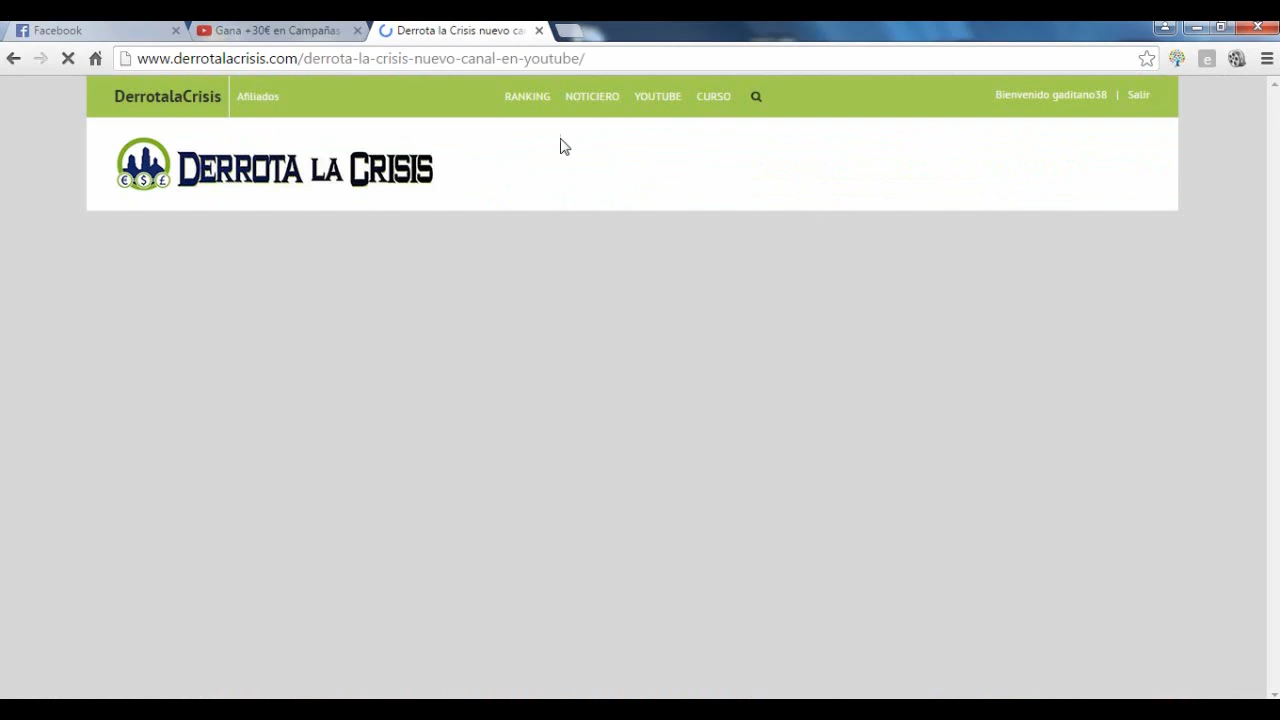 Facebook
Gana +30€ en Campañas
Derrota la Crisis nuevo ca
www.derrotalacrisis.com/derrota-la-crisis-nuevo-canal-en-youtube/
DerrotalaCrisis
Afiliados
RANKING NOTICIERO YOUTUBE CURSO
Bienvenido gaditano38 | Salir
€ $ £
DERROTA LA CRISIS